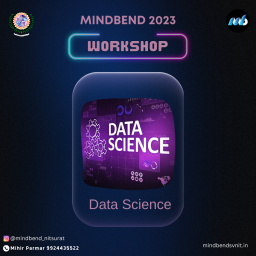 MINDBEND 2023
WORKSHOP
DATA
SCIENCE
Data Science
@mindbend_nitsurat
Mihir Parmar 9924435522
mindbendsvnit.in